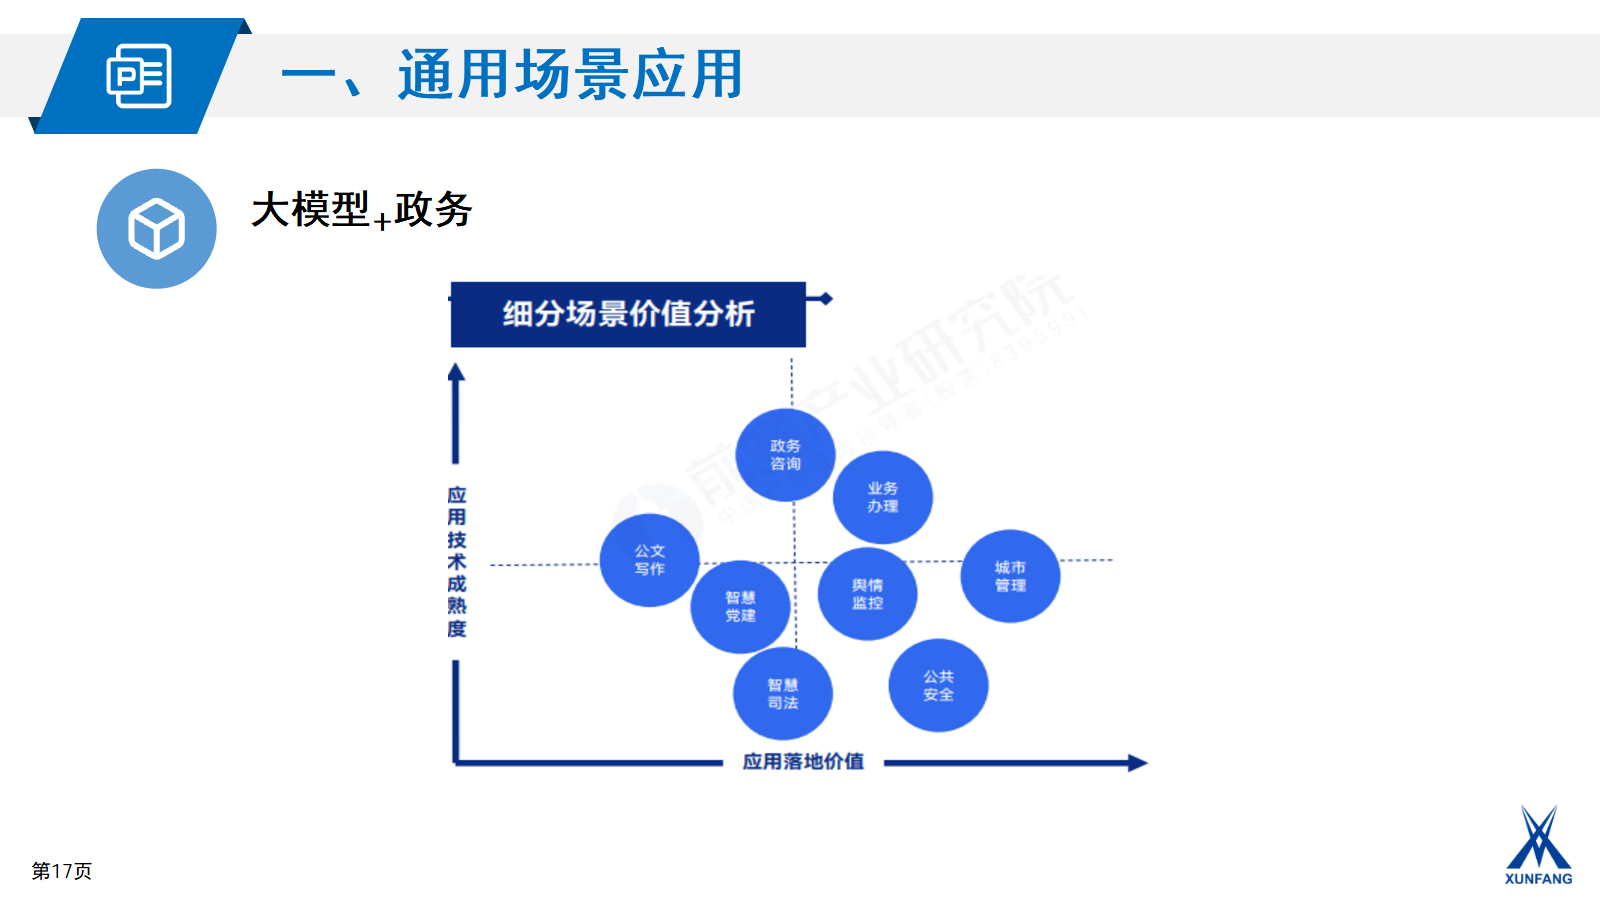 一、通用场景应用
大模型+政务
细分场景价值分析
政务
咨询
业务
办理
公文
写作
城市
管理
智慧
党建
舆情
监控
智慧
司法
公共
安全
应用技术成熟度
应用落地价值
第17页
XUNFANG